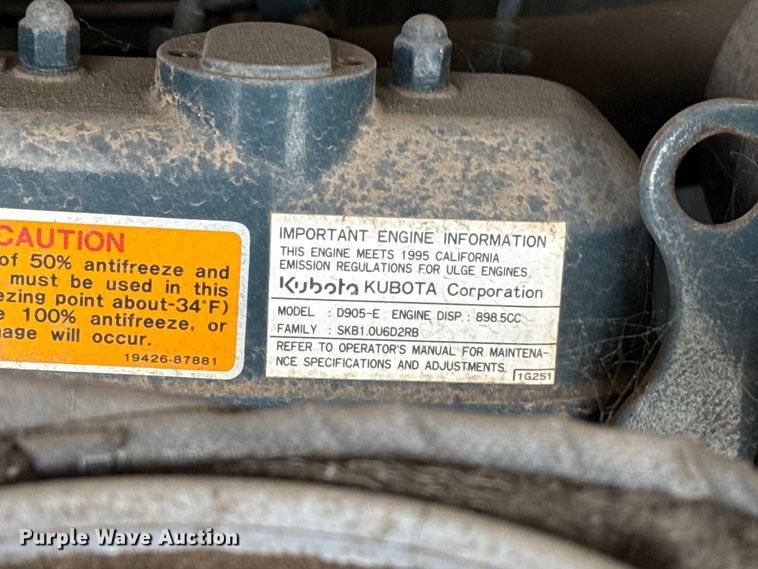 CAUTION
of 50% antifreeze and
must be used in this
ezing point about-34°F)
e 100% antifreeze, or
age will occur.
19426-87881
IMPORTANT ENGINE INFORMATION
THIS ENGINE MEETS 1995 CALIFORNIA
EMISSION REGULATIONS FOR ULGE ENGINES.
Kubota KUBOTA Corporation
MODEL : D905-E ENGINE DISP.: 898.5CC
FAMILY : SKB1.0U6D2RB
REFER TO OPERATOR'S MANUAL FOR MAINTENA-
NCE SPECIFICATIONS AND ADJUSTMENTS.
1G251
Purple Wave Auction